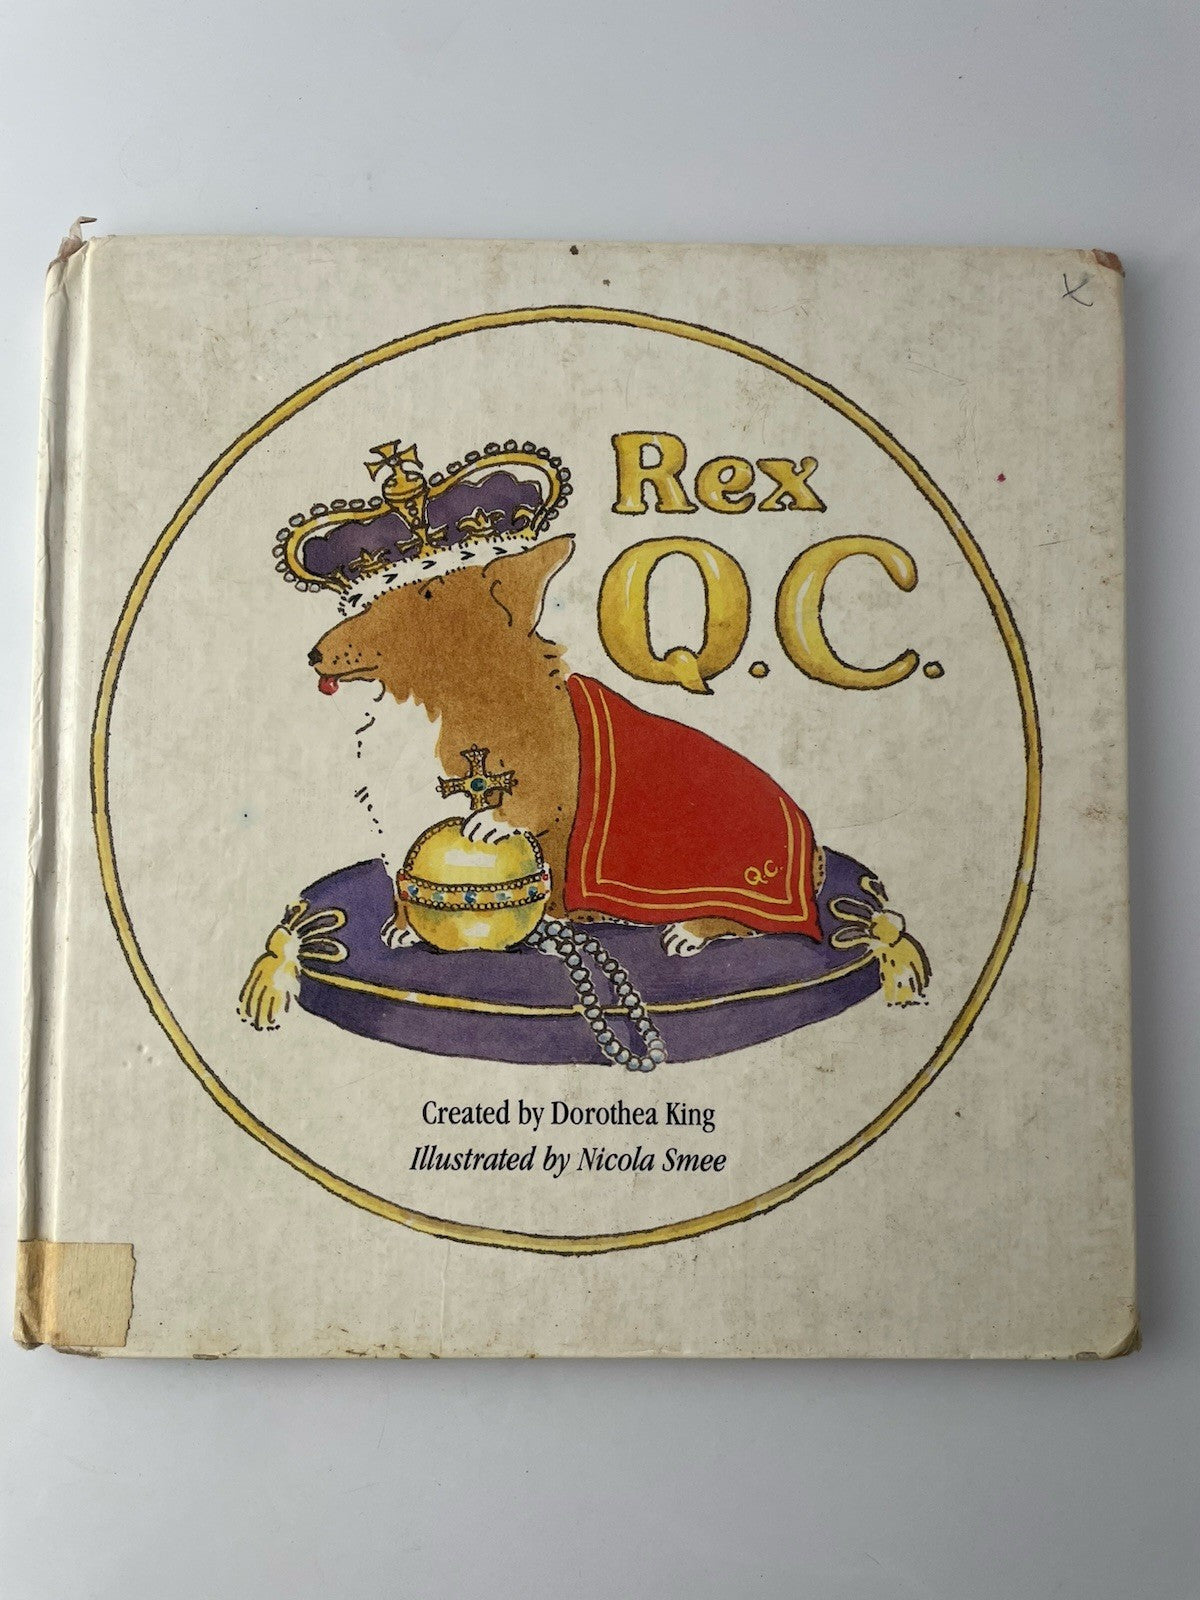 X
Rex
Q.C.
Q.C.
Created by Dorothea King
Illustrated by Nicola Smee